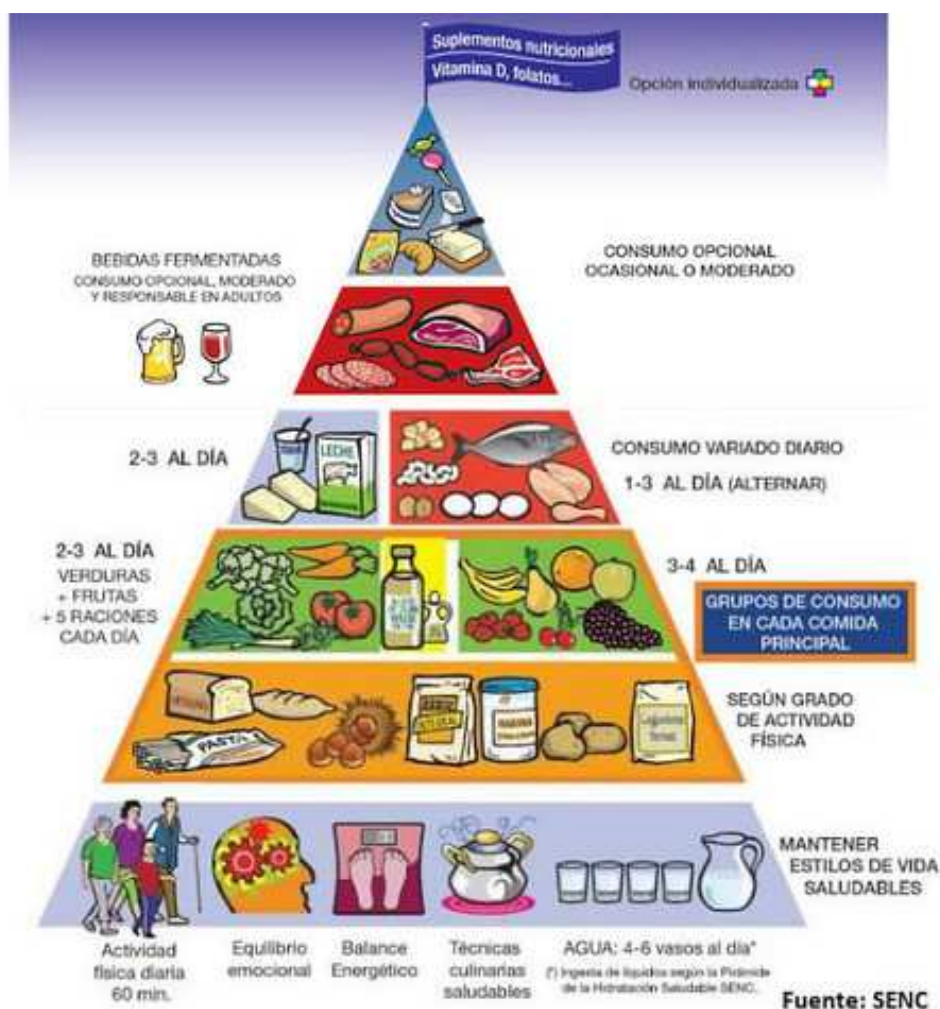 Suplementos nutricionales
Vitamina D, folatos...
Opción Individualizada
BEBIDAS FERMENTADAS
CONSUMO OPCIONAL, MODERADO
Y RESPONSABLE EN ADULTOS
CONSUMO OPCIONAL
OCASIONAL O MODERADO
2-3 AL DÍA
LECHE
CONSUMO VARIADO DIARIO
1-3 AL DÍA (ALTERNAR)
2-3 AL DÍA
VERDURAS
+ FRUTAS
+ 5 RACIONES
CADA DÍA
3-4 AL DÍA
GRUPOS DE CONSUMO
EN CADA COMIDA
PRINCIPAL
PASTA
INTEGRAL
HARINA
SEGÚN GRADO
DE ACTIVIDAD
FÍSICA
MANTENER
ESTILOS DE VIDA
SALUDABLES
Actividad
física diaria
60 min.
Equilibrio
emocional
Balance
Energético
Técnicas
culinarias
saludables
AGUA: 4-6 vasos al día*
(*) Ingesta de líquidos según la Pirámide
de la Hidratación Saludable SENC.
Fuente: SENC